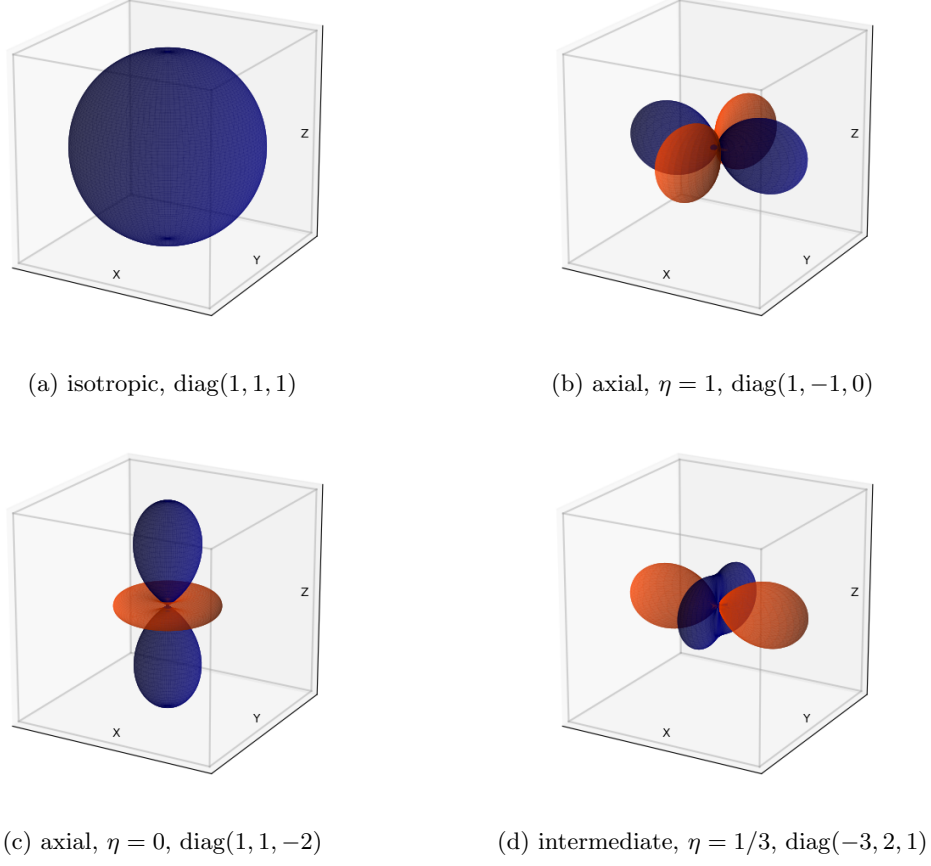 Z
X
Y
Z
X
Y
(a) isotropic, diag(1, 1, 1)
(b) axial, η = 1, diag(1, −1, 0)
Z
X
Y
Z
X
Y
(c) axial, η = 0, diag(1, 1, −2)
(d) intermediate, η = 1/3, diag(−3, 2, 1)